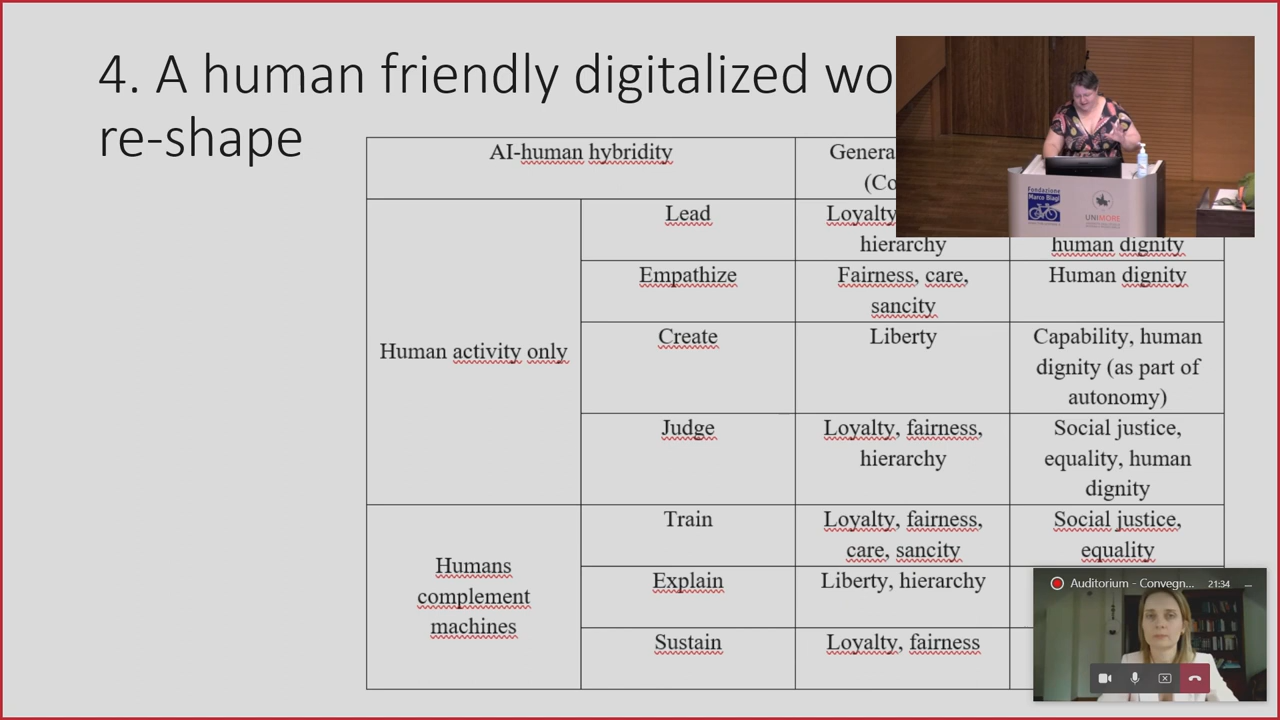 4. A human friendly digitalized wo
re-shape
AI-human hybridity
Genera
(Co
Human activity only
Lead
Loyalty
hierarchy
human dignity
Empathize
Fairness, care,
sancity
Human dignity
Create
Liberty
Capability, human
dignity (as part of
autonomy)
Judge
Loyalty, fairness,
hierarchy
Social justice,
equality, human
dignity
Humans
complement
machines
Train
Loyalty, fairness,
care, sancity
Social justice,
equality
Explain
Liberty, hierarchy
Sustain
Loyalty, fairness
Fondazione
Marco Biagi
UNIMORE
Auditorium - Convegn...
21:34